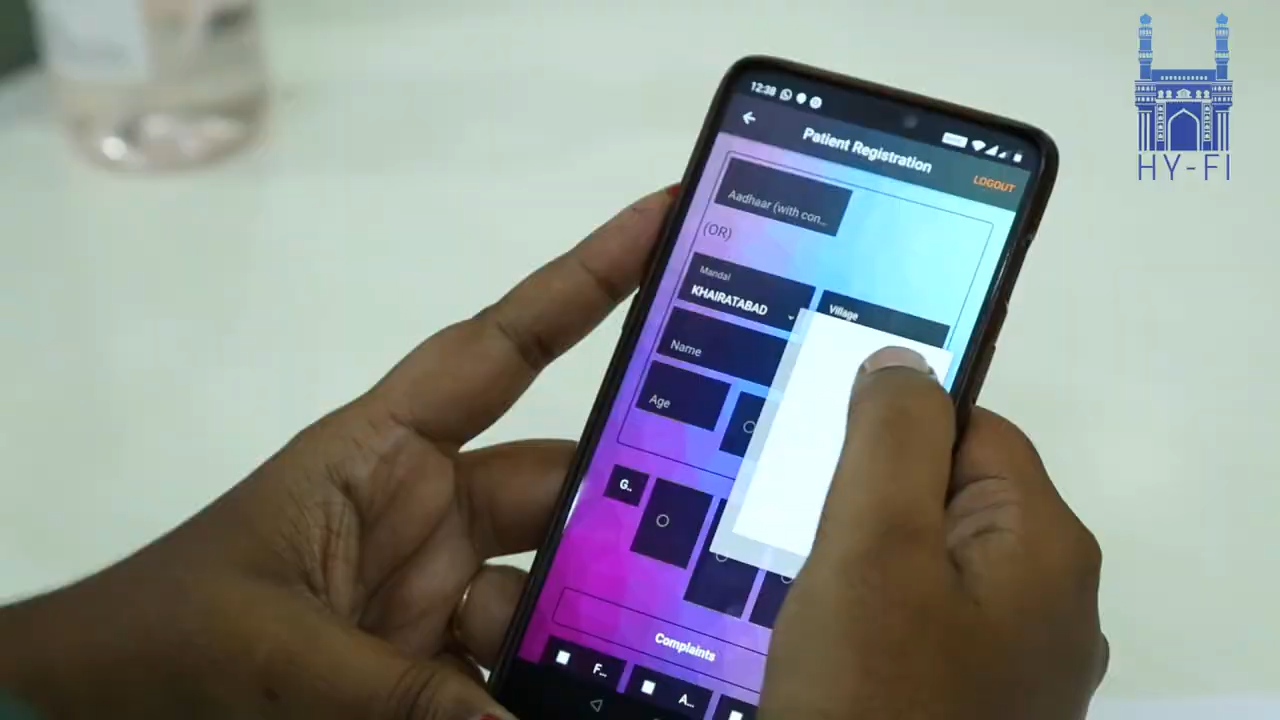 HY-FI
12:38
Patient Registration
LOGOUT
Aadhaar (with con...
(OR)
Mandal
KHAIRATABAD
Village
Name
Age
G..
Complaints
F...
A...